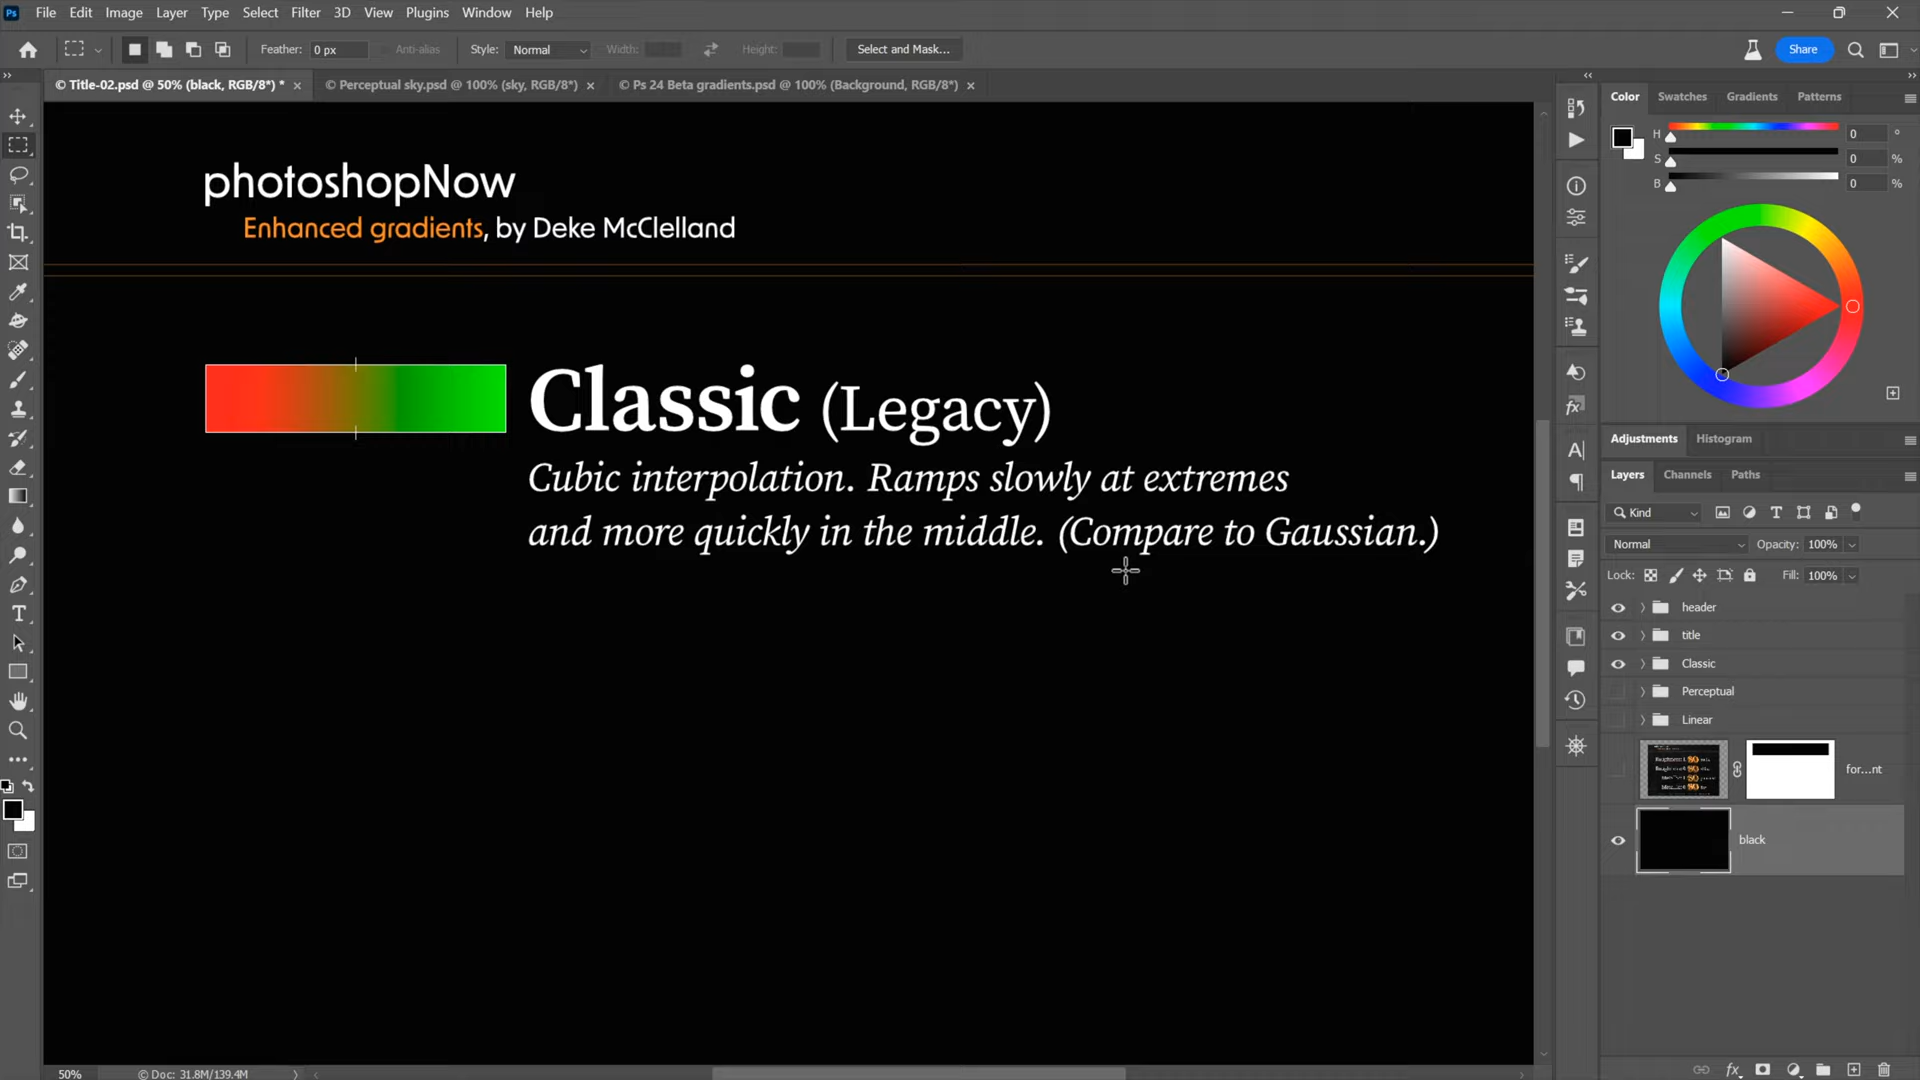 Ps File Edit Image Layer Type Select Filter 3D View Plugins Window Help
Feather: 0 px Anti-alias Style: Normal Width: Height: Select and Mask... Share
© Title-02.psd @ 50% (black, RGB/8*) * © Perceptual sky.psd @ 100% (sky, RGB/8*) © Ps 24 Beta gradients.psd @ 100% (Background, RGB/8*)
photoshopNow
Enhanced gradients, by Deke McClelland
Classic (Legacy)
Cubic interpolation. Ramps slowly at extremes
and more quickly in the middle. (Compare to Gaussian.)
Color Swatches Gradients Patterns
H 0 °
S 0 %
B 0 %
Adjustments Histogram
Layers Channels Paths
Kind
Normal Opacity: 100%
Lock: Fill: 100%
header
title
Classic
Perceptual
Linear
for...nt
black
50% © Doc: 31.8M/139.4M